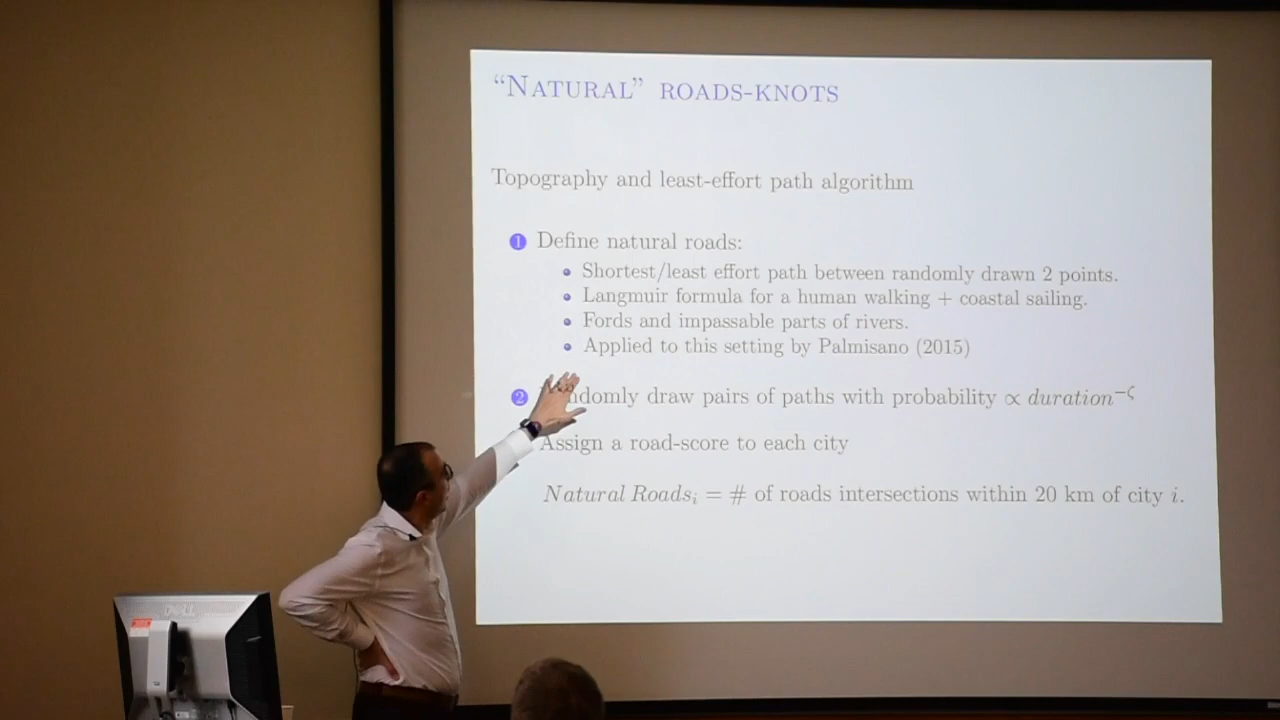 “NATURAL” ROADS-KNOTS
Topography and least-effort path algorithm
1 Define natural roads:
• Shortest/least effort path between randomly drawn 2 points.
• Langmuir formula for a human walking + coastal sailing.
• Fords and impassable parts of rivers.
• Applied to this setting by Palmisano (2015)
2 ndomly draw pairs of paths with probability ∝ duration⁻ζ
Assign a road-score to each city
Natural Roadsᵢ = # of roads intersections within 20 km of city i.
DELL